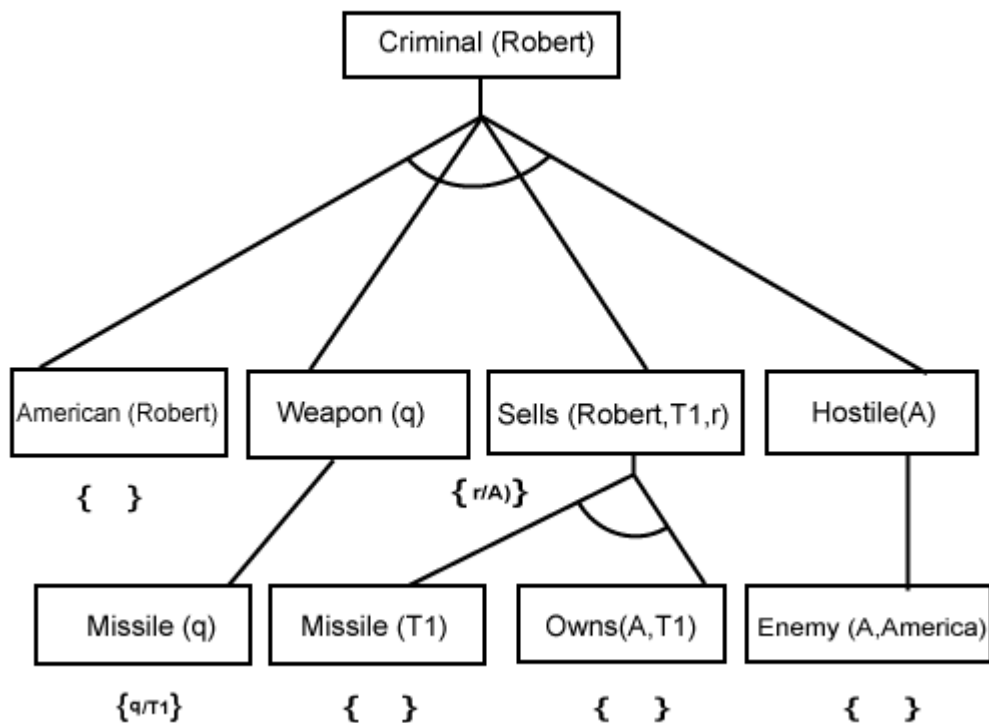 Criminal (Robert)
American (Robert)
Weapon (q)
Sells (Robert,T1,r)
Hostile(A)
{ }
{ r/A)}
Missile (q)
Missile (T1)
Owns(A,T1)
Enemy (A,America)
{q/T1}
{ }
{ }
{ }